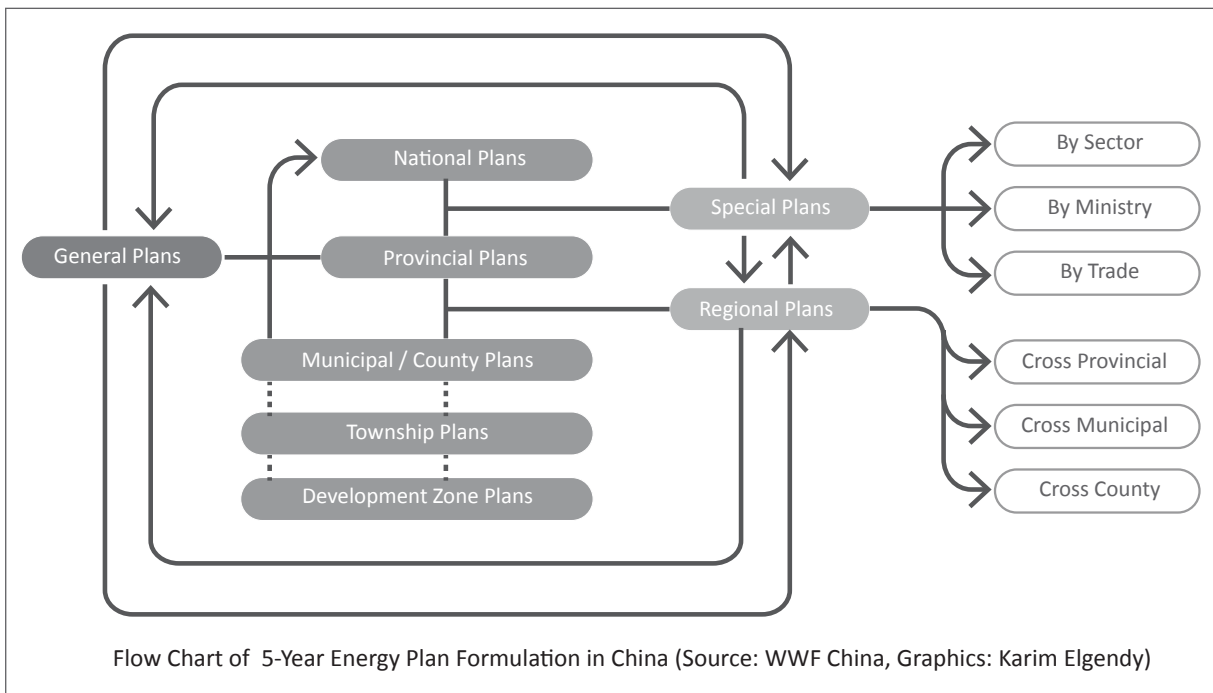 General Plans
National Plans
Provincial Plans
Municipal / County Plans
Township Plans
Development Zone Plans
Special Plans
Regional Plans
By Sector
By Ministry
By Trade
Cross Provincial
Cross Municipal
Cross County
Flow Chart of 5-Year Energy Plan Formulation in China (Source: WWF China, Graphics: Karim Elgendy)